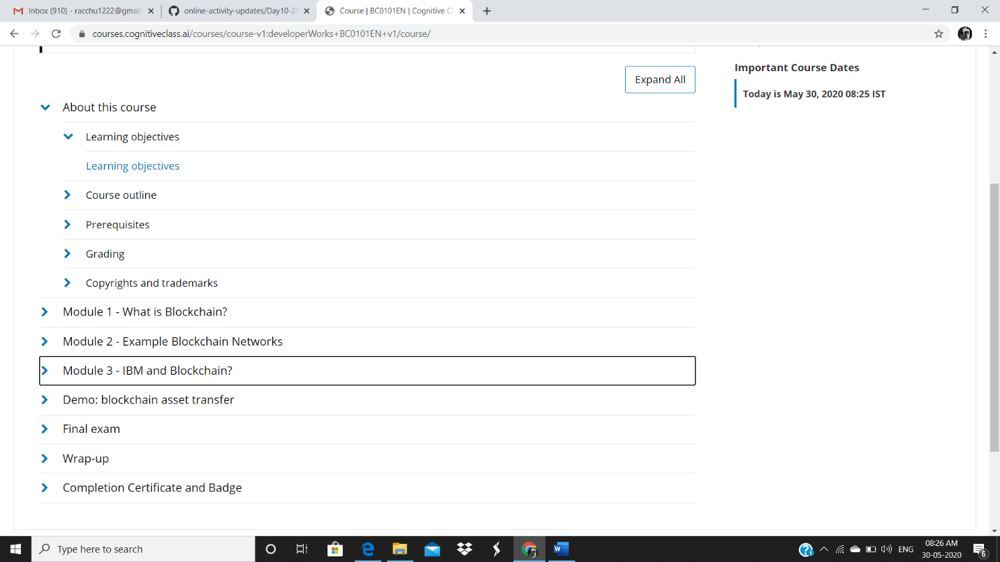 Inbox (910) - racchu1222@gmail.
online-activity-updates/Day10-29
Course | BC0101EN | Cognitive Cl
courses.cognitiveclass.ai/courses/course-v1:developerWorks+BC0101EN+v1/course/
Important Course Dates
Expand All
Today is May 30, 2020 08:25 IST
About this course
Learning objectives
Learning objectives
Course outline
Prerequisites
Grading
Copyrights and trademarks
Module 1 - What is Blockchain?
Module 2 - Example Blockchain Networks
Module 3 - IBM and Blockchain?
Demo: blockchain asset transfer
Final exam
Wrap-up
Completion Certificate and Badge
Type here to search
ENG
08:26 AM
30-05-2020
6